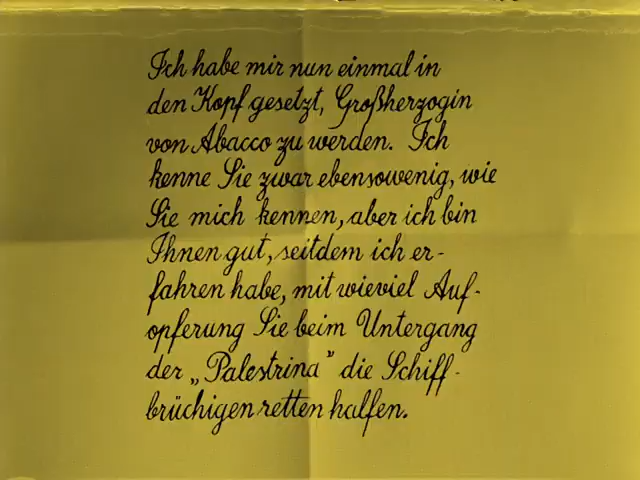 Ich habe mir nun einmal in
den Kopf gesetzt, Großherzogin
von Abacco zu werden. Ich
kenne Sie zwar ebensowenig, wie
Sie mich kennen, aber ich bin
Ihnen gut, seitdem ich er-
fahren habe, mit wieviel Auf-
opferung Sie beim Untergang
der „Palestrina" die Schiff-
brüchigen retten halfen.